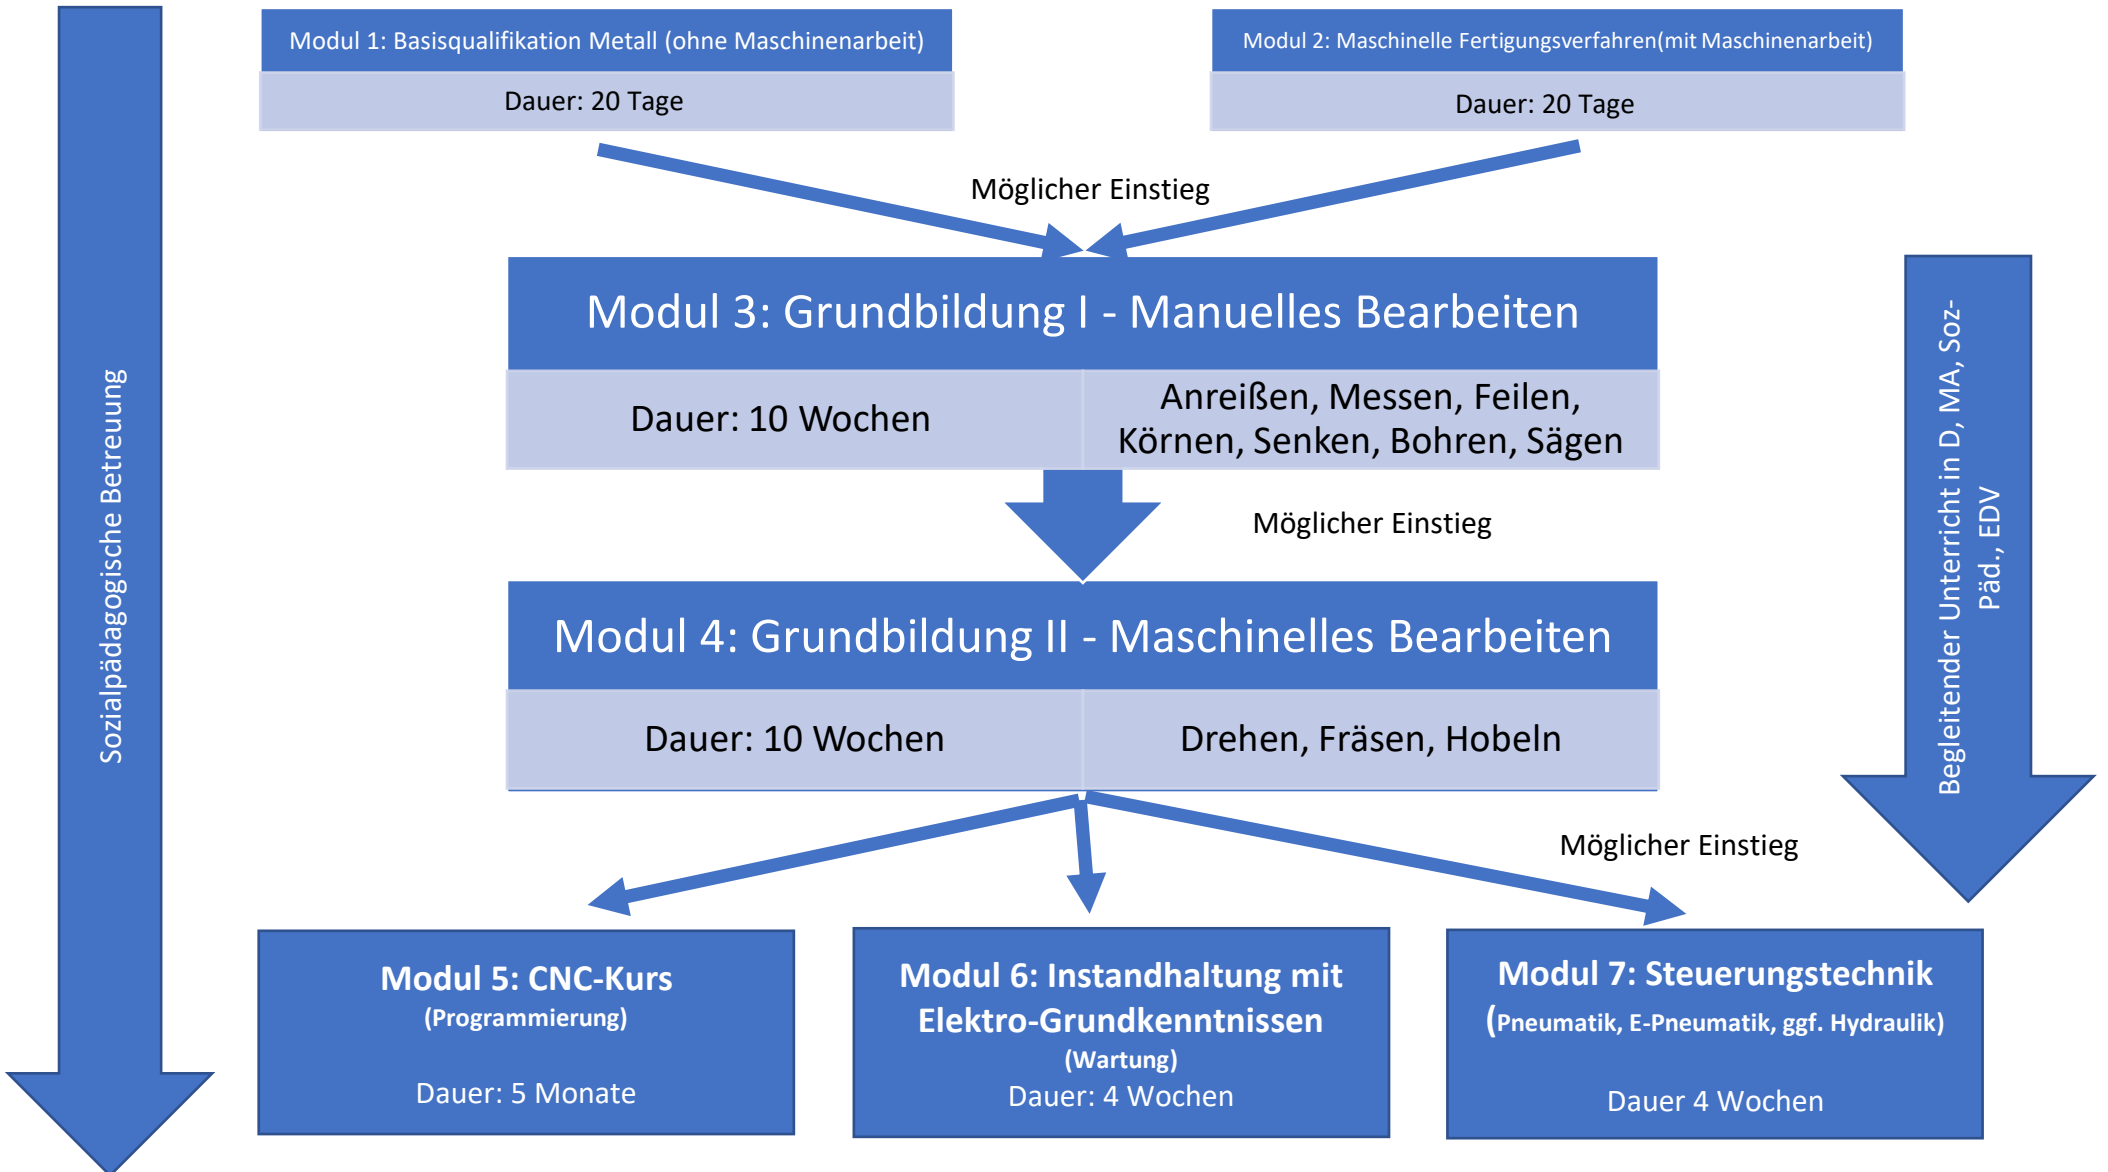 Modul 1: Basisqualifikation Metall (ohne Maschinenarbeit)
Dauer: 20 Tage
Modul 2: Maschinelle Fertigungsverfahren(mit Maschinenarbeit)
Dauer: 20 Tage
Möglicher Einstieg
Modul 3: Grundbildung I - Manuelles Bearbeiten
Dauer: 10 Wochen
Anreißen, Messen, Feilen,
Körnen, Senken, Bohren, Sägen
Möglicher Einstieg
Modul 4: Grundbildung II - Maschinelles Bearbeiten
Dauer: 10 Wochen
Drehen, Fräsen, Hobeln
Möglicher Einstieg
Modul 5: CNC-Kurs
(Programmierung)
Dauer: 5 Monate
Modul 6: Instandhaltung mit
Elektro-Grundkenntnissen
(Wartung)
Dauer: 4 Wochen
Modul 7: Steuerungstechnik
(Pneumatik, E-Pneumatik, ggf. Hydraulik)
Dauer 4 Wochen
Sozialpädagogische Betreuung
Begleitender Unterricht in D, MA, Soz-
Päd., EDV